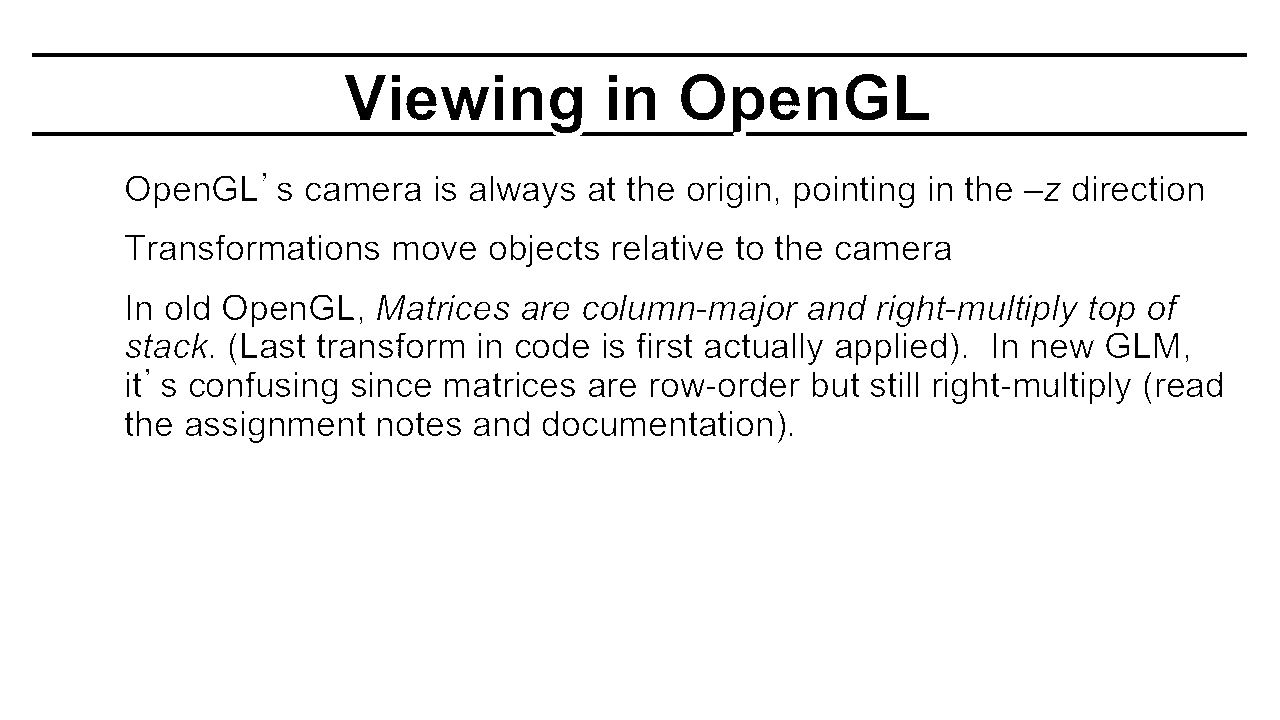 Viewing in OpenGL
OpenGL’s camera is always at the origin, pointing in the –z direction
Transformations move objects relative to the camera
In old OpenGL, Matrices are column-major and right-multiply top of
stack. (Last transform in code is first actually applied).  In new GLM,
it’s confusing since matrices are row-order but still right-multiply (read
the assignment notes and documentation).